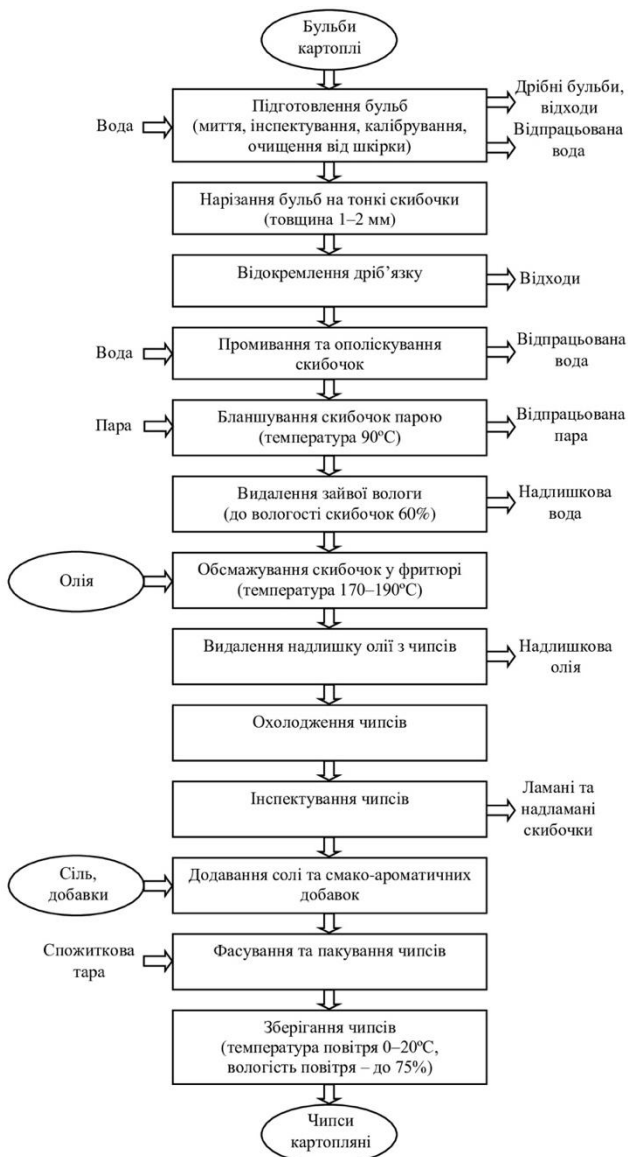 Бульби
картоплі
Вода
Підготовлення бульб
(миття, інспектування, калібрування,
очищення від шкірки)
Дрібні бульби,
відходи
Відпрацьована
вода
Нарізання бульб на тонкі скибочки
(товщина 1–2 мм)
Відокремлення дріб’язку
Відходи
Вода
Промивання та ополіскування
скибочок
Відпрацьована
вода
Пара
Бланшування скибочок парою
(температура 90ºС)
Відпрацьована
пара
Видалення зайвої вологи
(до вологості скибочок 60%)
Надлишкова
вода
Олія
Обсмажування скибочок у фритюрі
(температура 170–190ºС)
Видалення надлишку олії з чипсів
Надлишкова
олія
Охолодження чипсів
Інспектування чипсів
Ламані та
надламані
скибочки
Сіль,
добавки
Додавання солі та смако-ароматичних
добавок
Спожиткова
тара
Фасування та пакування чипсів
Зберігання чипсів
(температура повітря 0–20ºС,
вологість повітря – до 75%)
Чипси
картопляні